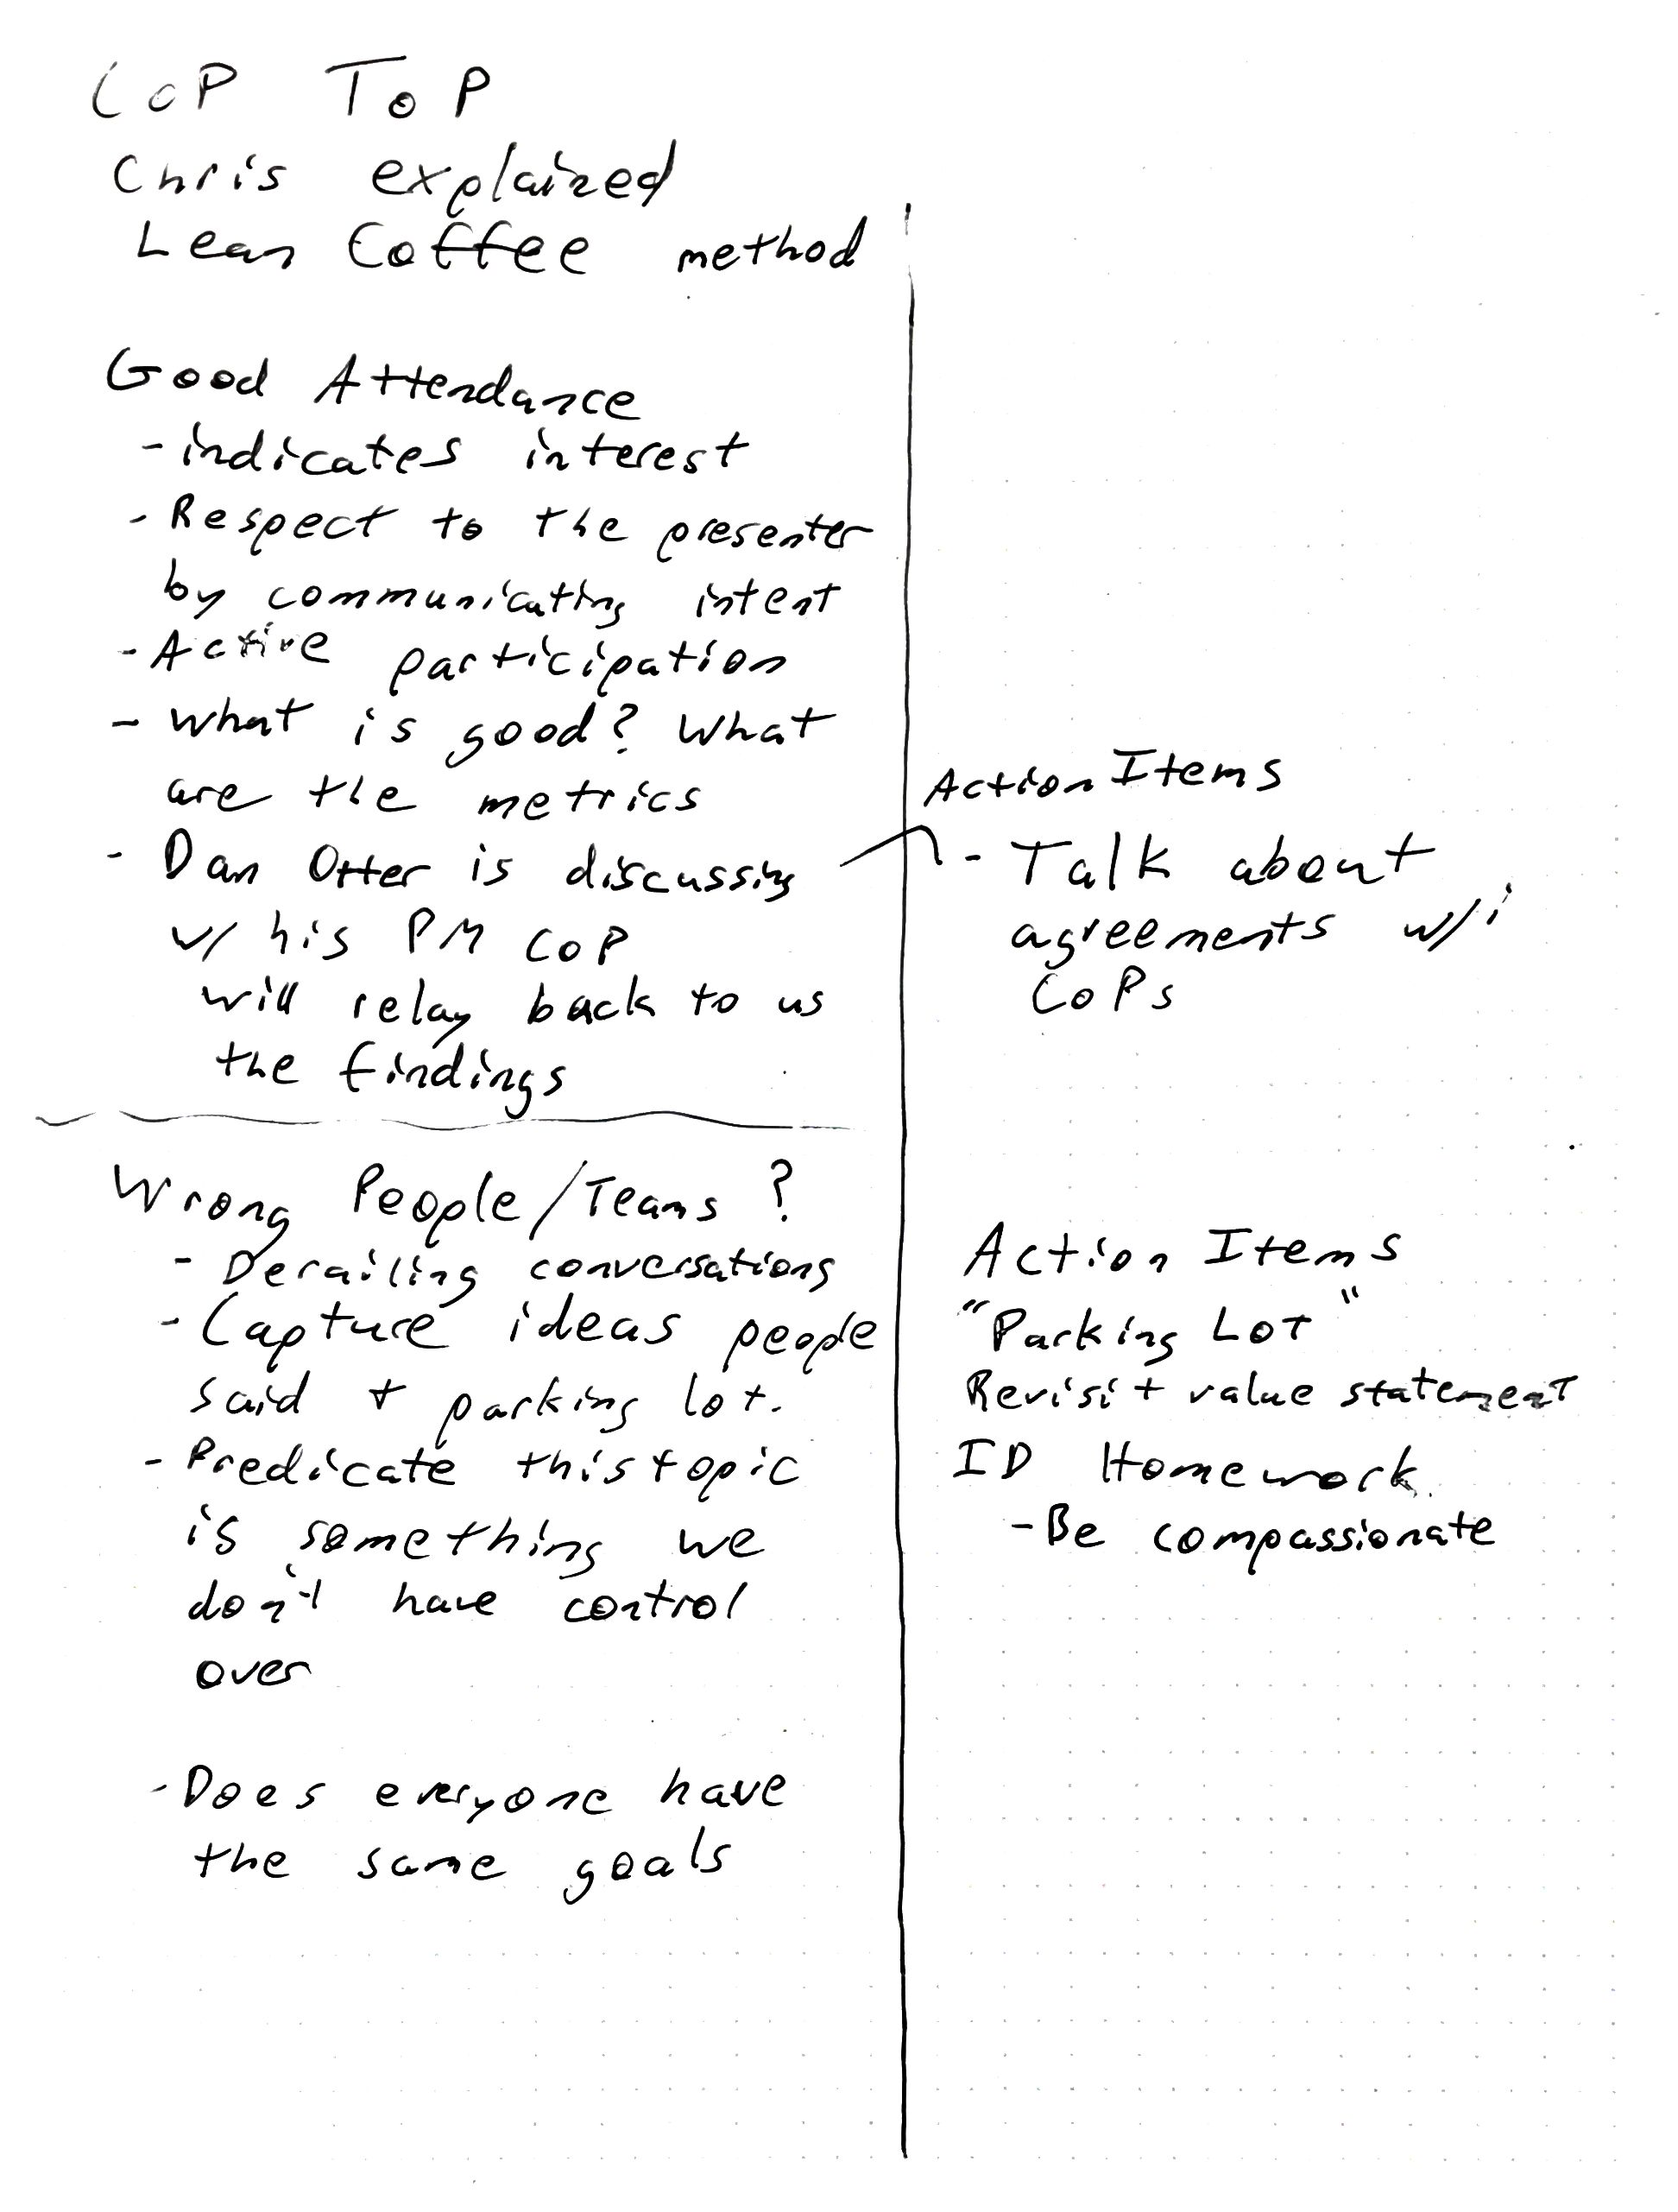 CoP ToP
Chris explained
Lean Coffee method
Good Attendance
- indicates interest
- Respect to the presenter
by communicating intent
- Active participation
- What is good? What
are the metrics
- Dan Otter is discussing
w/ his PM CoP
will relay back to us
the findings
Action Items
- Talk about
agreements w/i
CoPs
Wrong People/Teams?
- Derailing conversations
- Capture ideas people
said + parking lot.
- Predicate this topic
is something we
don't have control
over
- Does everyone have
the same goals
Action Items
"Parking Lot"
Revisit value statement
ID Homework
- Be compassionate